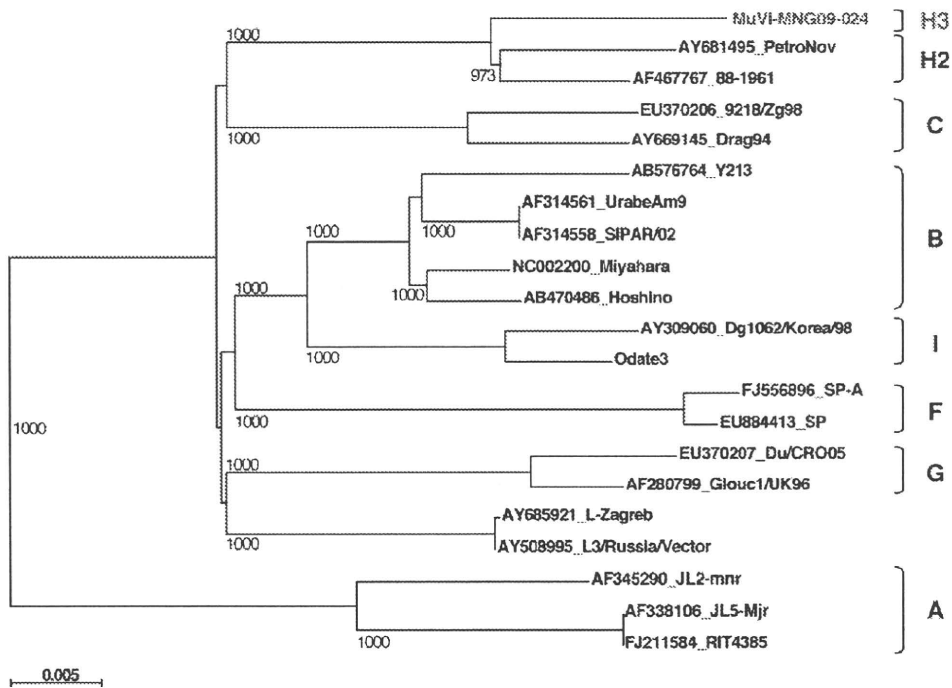 1000
MuVi-MNG09-024
H3
AY681495_PetroNov
H2
973
AF467767_88-1961
EU370206_9218/Zg98
C
1000
AY669145_Drag94
AB576764_Y213
AF314561_UrabeAm9
B
1000
1000
AF314558_SIPAR/02
NC002200_Miyahara
1000
AB470486_Hoshino
1000
AY309060_Dg1062/Korea/98
I
1000
Odate3
FJ556896_SP-A
F
1000
EU884413_SP
1000
EU370207_Du/CRO05
1000
G
AF280799_Glouc1/UK96
AY685921_L-Zagreb
1000
AY508995_L3/Russia/Vector
AF345290_JL2-mnr
A
AF338106_JL5-Mjr
1000
FJ211584_RIT4385
0.005